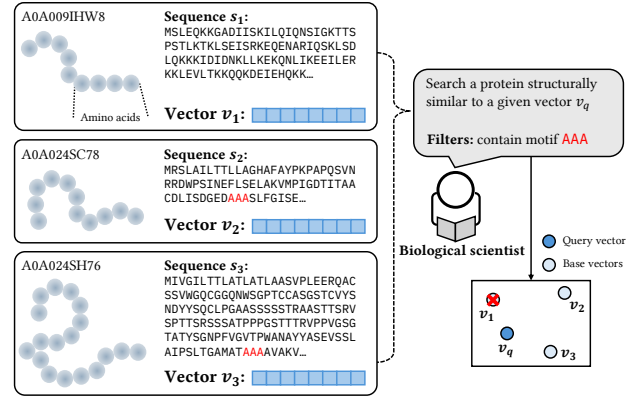 A0A009IHW8
Amino acids
Sequence s1:
MSLEQKKGADIISKILQIQNSIGKTTS
PSTLKTKLSEISRKEQENARIQSKLSD
LQKKKIDIDNKLLKEKQNLIKEEILER
KKLEVLTKKQQKDEIEHQKK…
Vector v1:
A0A024SC78
Sequence s2:
MRSLAILTTLLAGHAFAYPKPAPQSVN
RRDWPSINEFLSELAKVMPIGDTITAA
CDLISDGEDAAASLFGISE…
Vector v2:
A0A024SH76
Sequence s3:
MIVGILTTLATLATLAASVPLEERQAC
SSVWGQCGGQNWSGPTCCASGSTCVYS
NDYYSQCLPGAASSSSSTRAASTTSRV
SPTTSRSSSATPPPGSTTTRVPPVGSG
TATYSGNPFVGVTPWANAYYASEVSSL
AIPSLTGAMATAAAAVAKV…
Vector v3:
Search a protein structurally
similar to a given vector vq
Filters: contain motif AAA
Biological scientist
Query vector
Base vectors
v1
v2
vq
v3